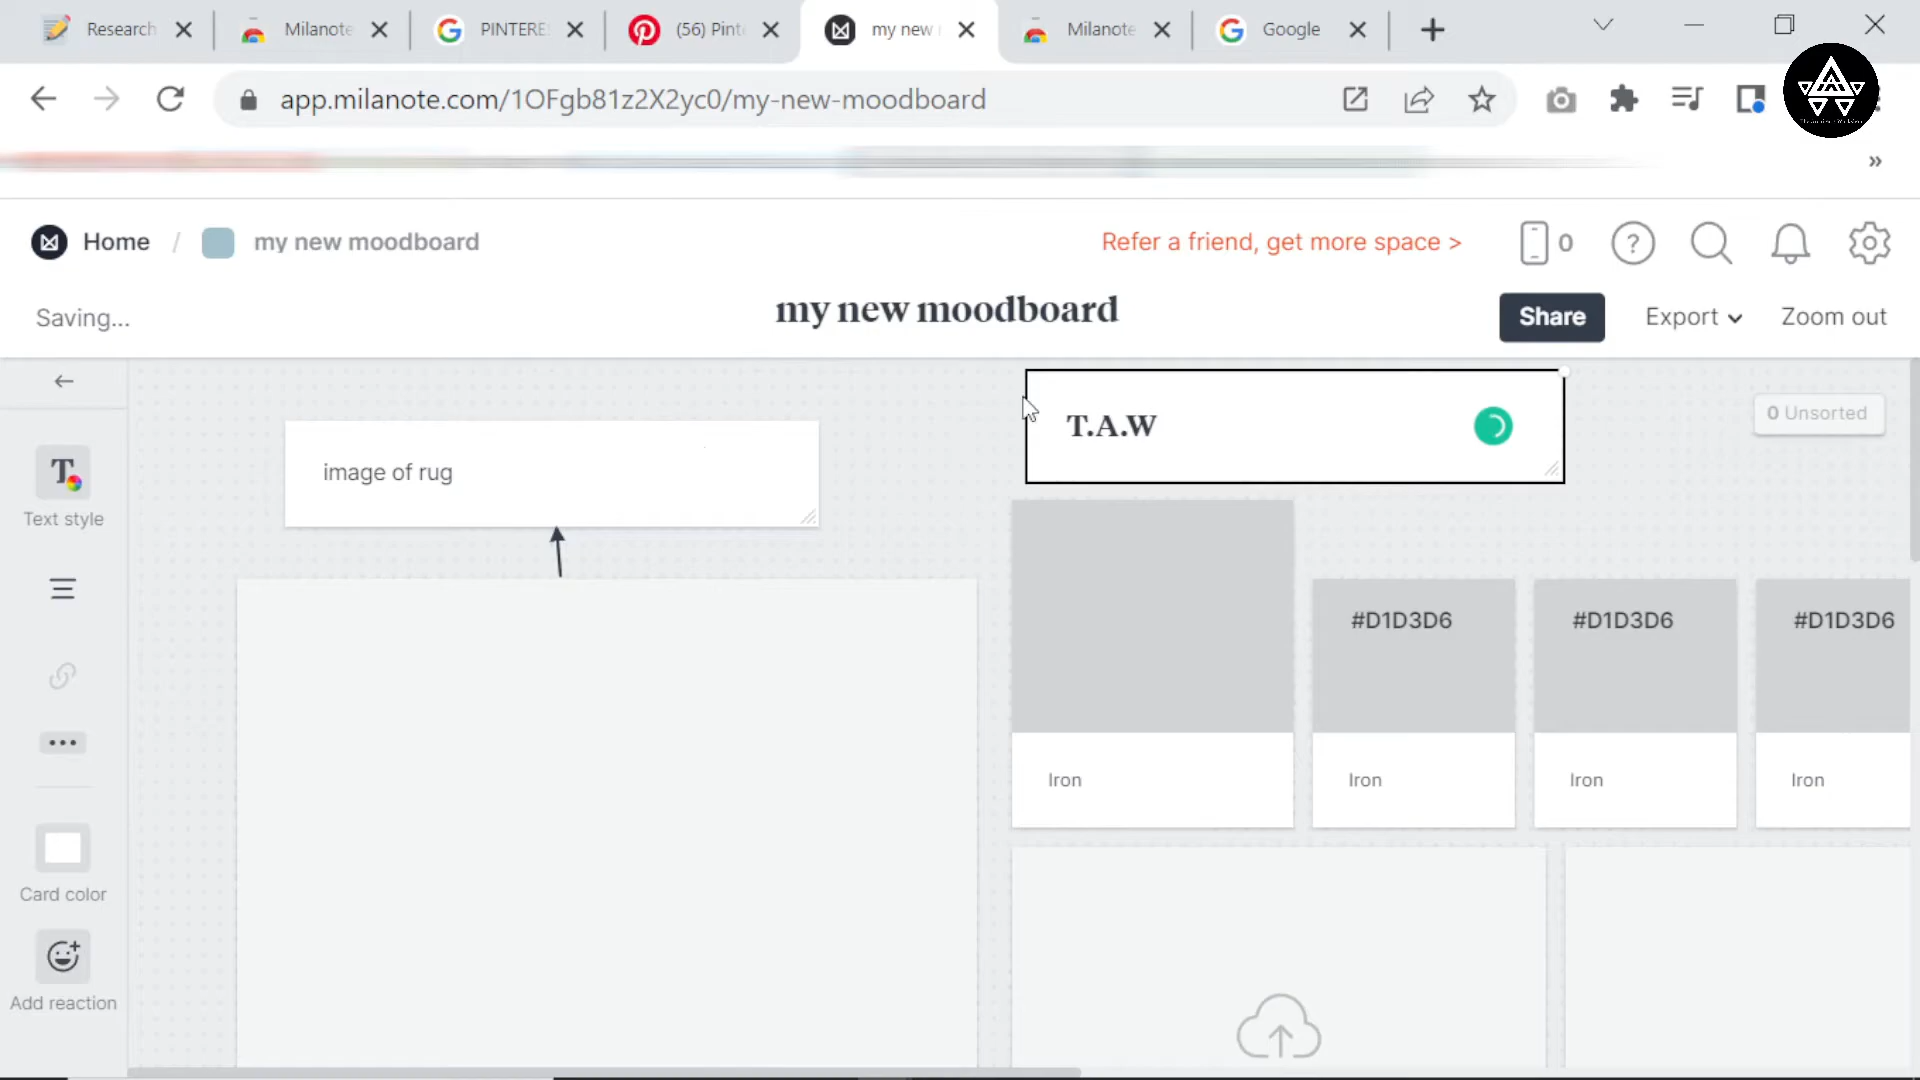 Research
Milanote
PINTERE
(56) Pint
my new
Milanote
Google
app.milanote.com/1OFgb81z2X2yc0/my-new-moodboard
Home / my new moodboard
Refer a friend, get more space >
0
Saving...
my new moodboard
Share
Export
Zoom out
T.A.W
0 Unsorted
image of rug
Text style
#D1D3D6
#D1D3D6
#D1D3D6
Iron
Iron
Iron
Iron
Card color
Add reaction